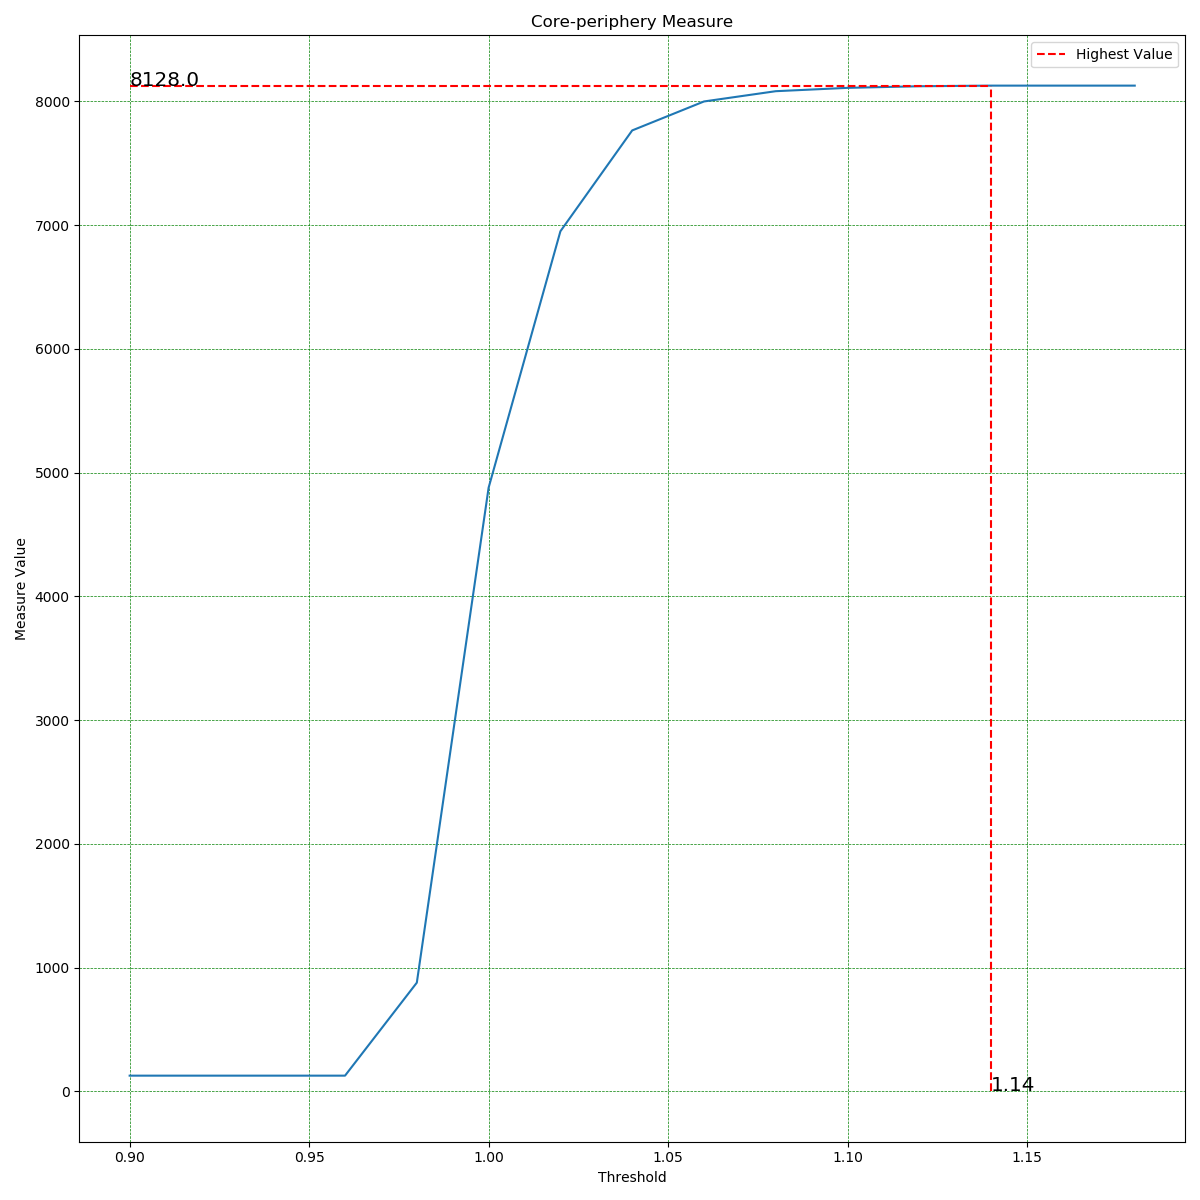 Core-periphery Measure
Highest Value
8128.0
8000
7000
6000
5000
4000
3000
2000
1000
0
Measure Value
1.14
0.90 0.95 1.00 1.05 1.10 1.15
Threshold